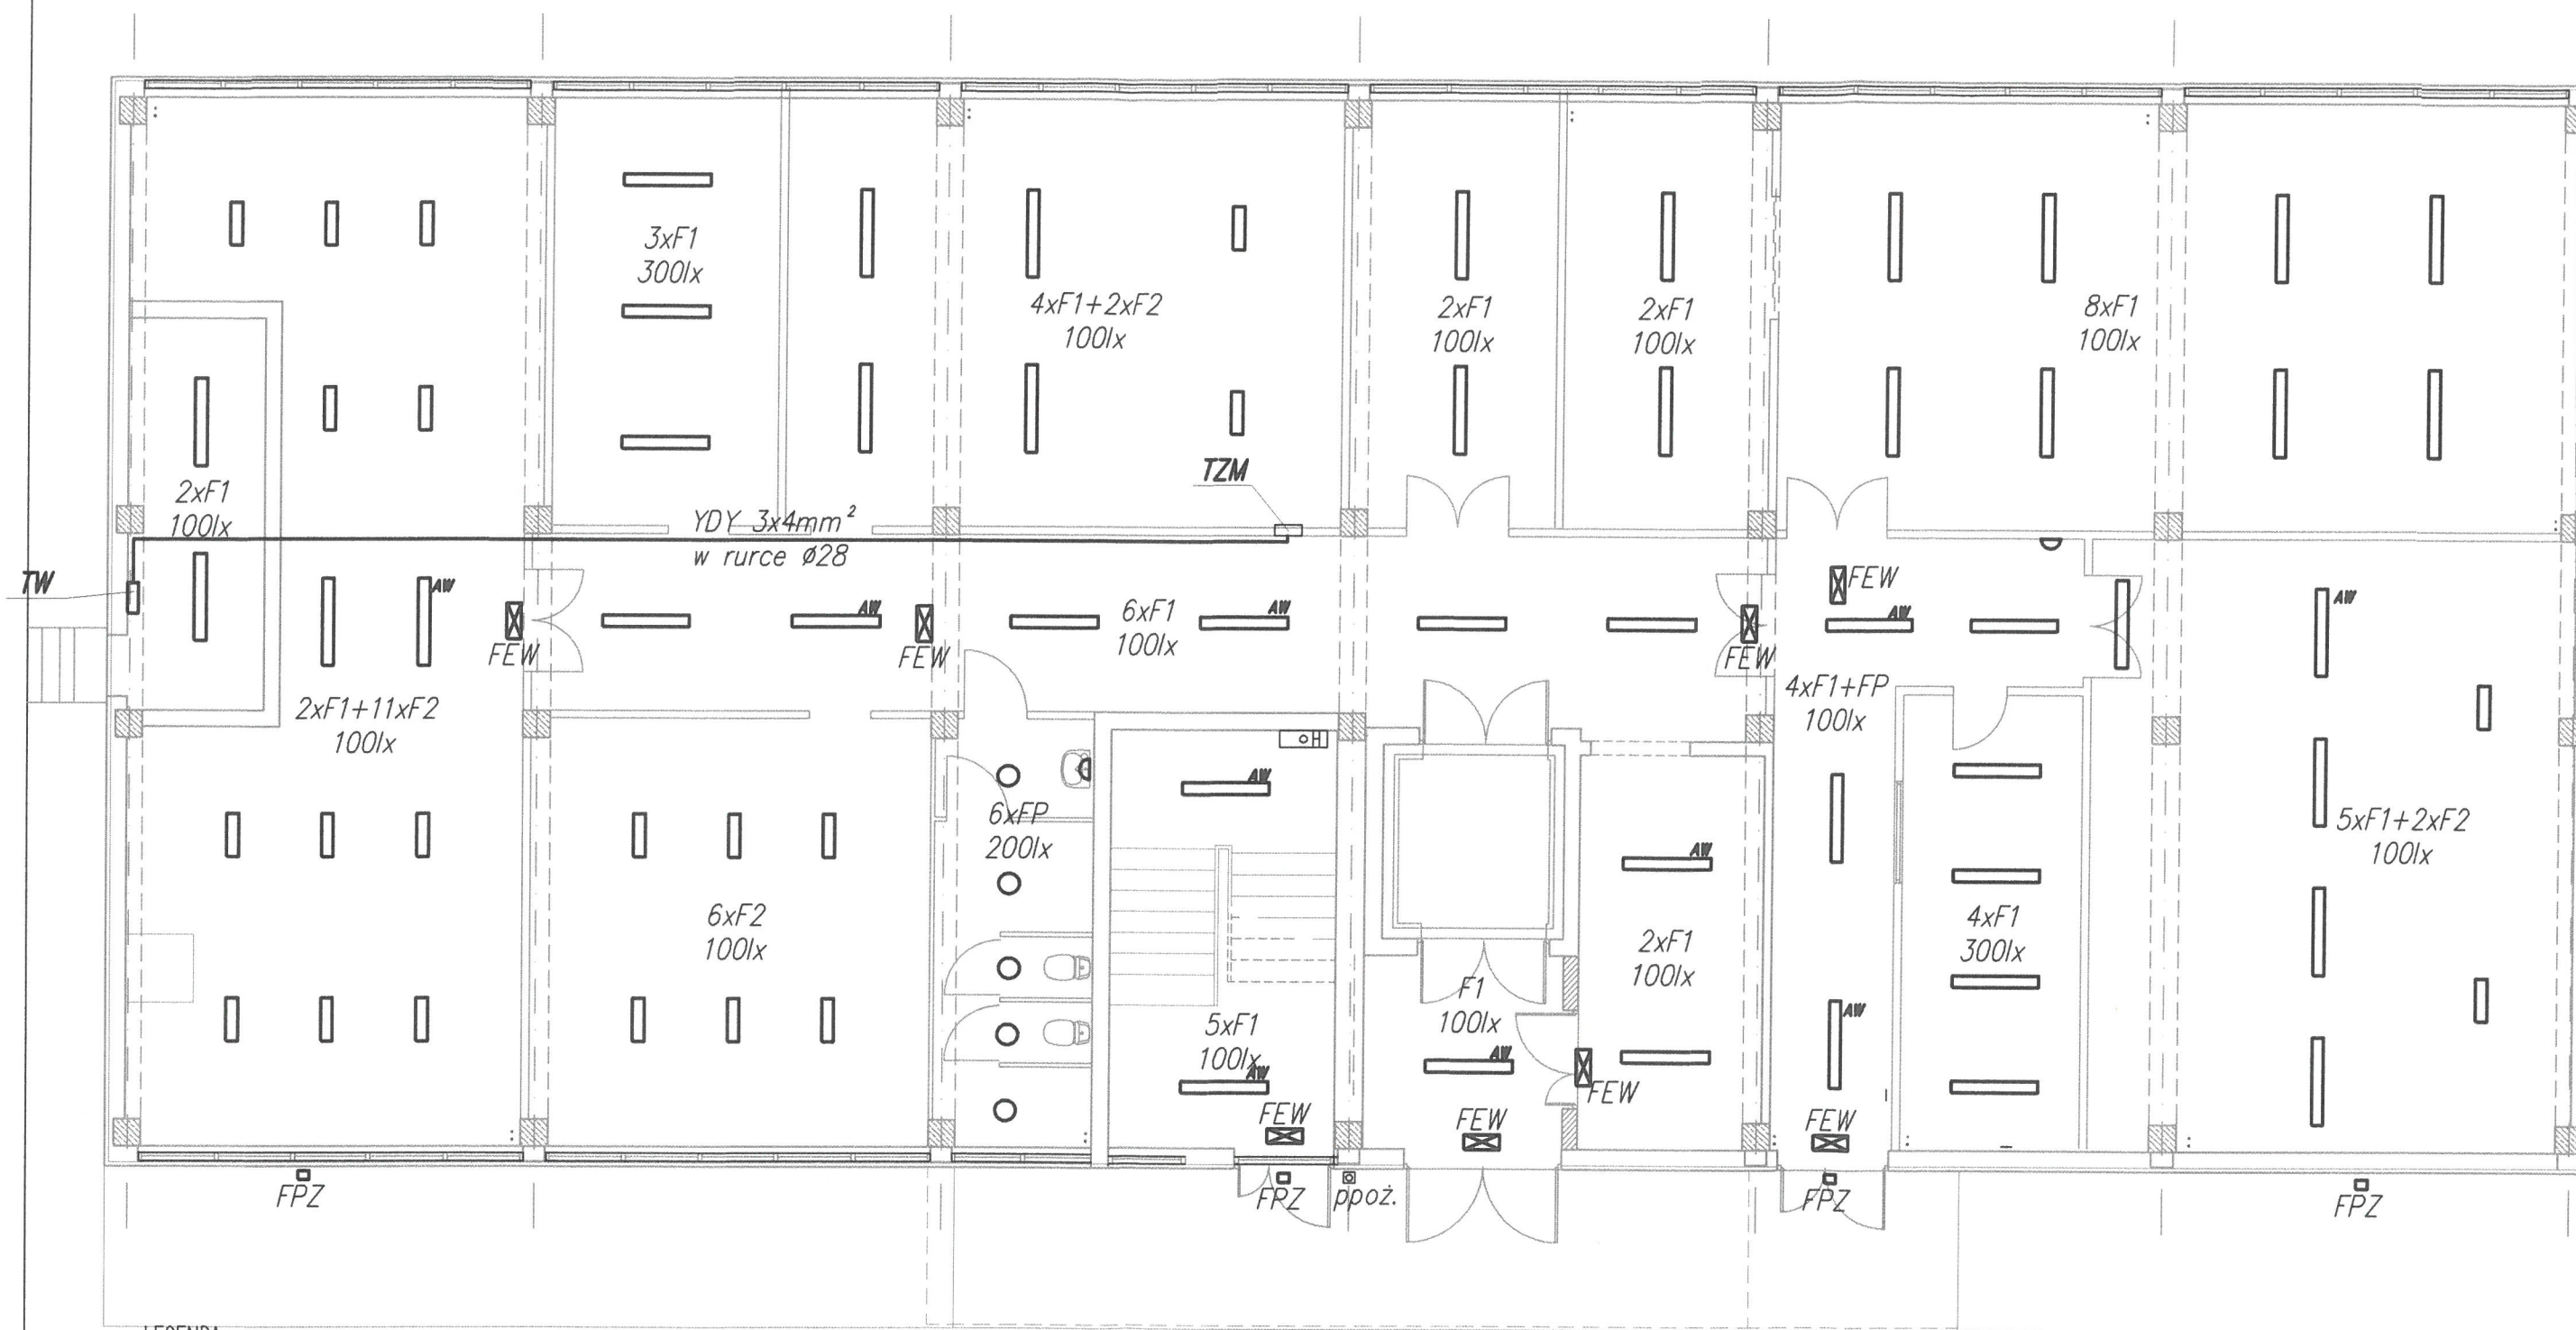 3xF1
300lx
4xF1+2xF2
100lx
2xF1
100lx
2xF1
100lx
8xF1
100lx
TZM
2xF1
100lx
YDY 3x4mm²
w rurce ø28
TW
AW
FEW
AW
FEW
6xF1
100lx
AW
FEW
FEW
AW
AW
2xF1+11xF2
100lx
4xF1+FP
100lx
AW
6xFP
200lx
AW
5xF1+2xF2
100lx
6xF2
100lx
4xF1
300lx
2xF1
100lx
F1
100lx
5xF1
100lx
AW
AW
AW
FEW
FEW
FEW
FEW
FPZ
FPZ
ppoż.
FPZ
FPZ
LEGENDA